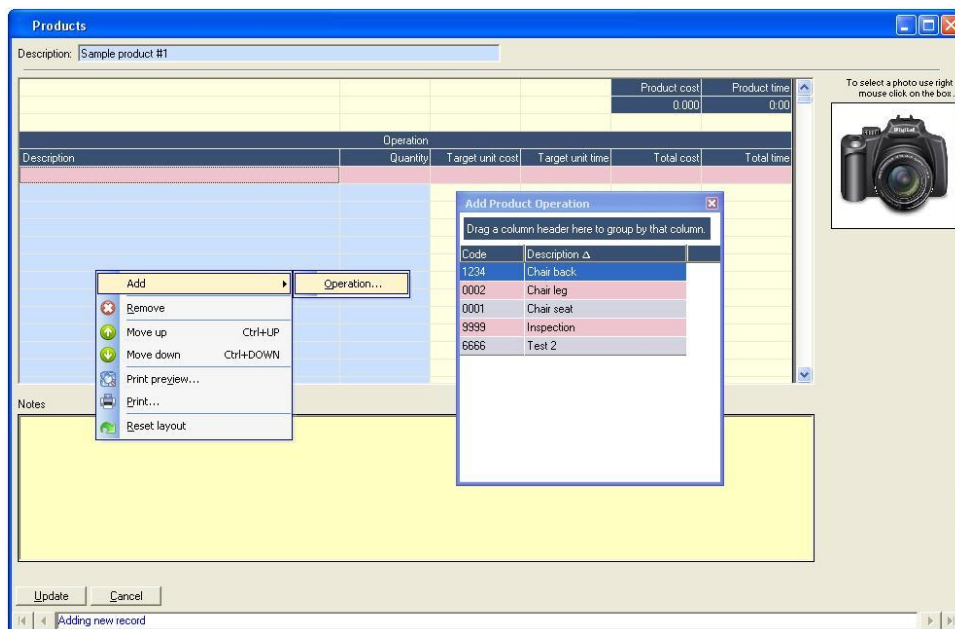 Products
Description: Sample product #1
To select a photo use right
mouse click on the box.
Digital
Product cost Product time
0.000 0:00
Operation
Description Quantity Target unit cost Target unit time Total cost Total time
Add Product Operation
Drag a column header here to group by that column.
Code Description
1234 Chair back
0002 Chair leg
0001 Chair seat
9999 Inspection
6666 Test 2
Add Operation...
Remove
Move up Ctrl+UP
Move down Ctrl+DOWN
Print preview...
Print...
Reset layout
Notes
Update Cancel
Adding new record